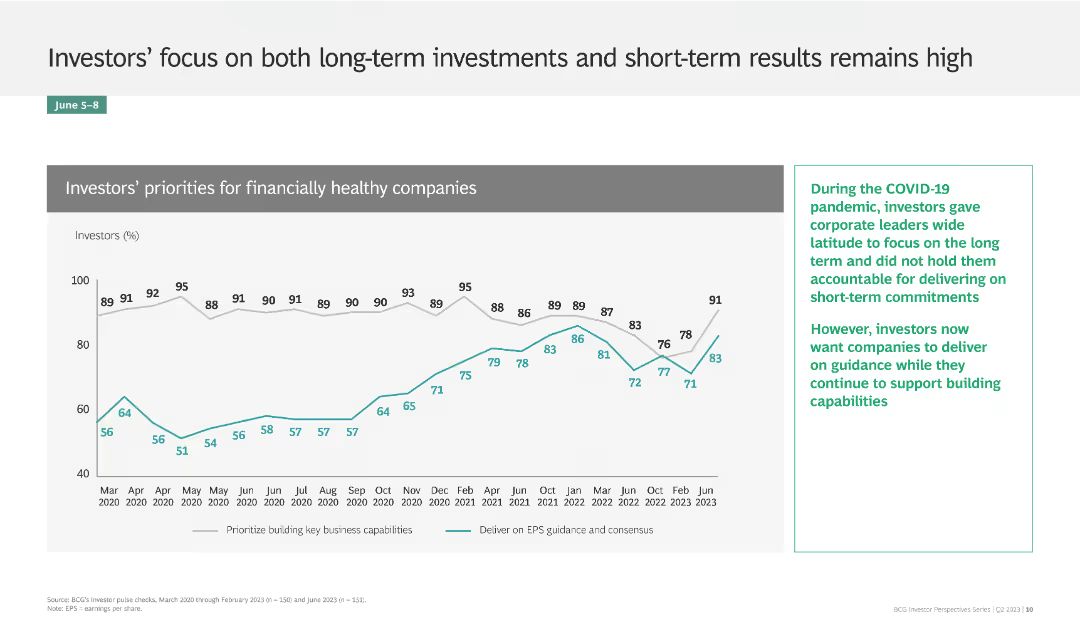 Investors' focus on both long-term investments and short-term results remains high
June 5–8
Investors' priorities for financially healthy companies
Investors (%)
100
80
60
40
89 91 92 95 88 91 90 91 89 90 90 93 89 95 88 86 89 89 87 83 76 78 91
56 64 56 51 54 56 58 57 57 57 64 65 71 75 79 78 83 86 81 72 77 71 83
Mar Apr Apr May May Jun Jun Jul Aug Sep Oct Nov Dec Feb Apr Jun Oct Jan Mar Jun Oct Feb Jun
2020 2020 2020 2020 2020 2020 2020 2020 2020 2020 2020 2020 2020 2021 2021 2021 2021 2022 2022 2022 2022 2023 2023
Prioritize building key business capabilities
Deliver on EPS guidance and consensus
During the COVID-19
pandemic, investors gave
corporate leaders wide
latitude to focus on the long
term and did not hold them
accountable for delivering on
short-term commitments
However, investors now
want companies to deliver
on guidance while they
continue to support building
capabilities
Source: BCG's Investor pulse checks, March 2020 through February 2023 (n = 150) and June 2023 (n = 151).
Note: EPS = earnings per share.
BCG Investor Perspectives Series | Q2 2023 | 10